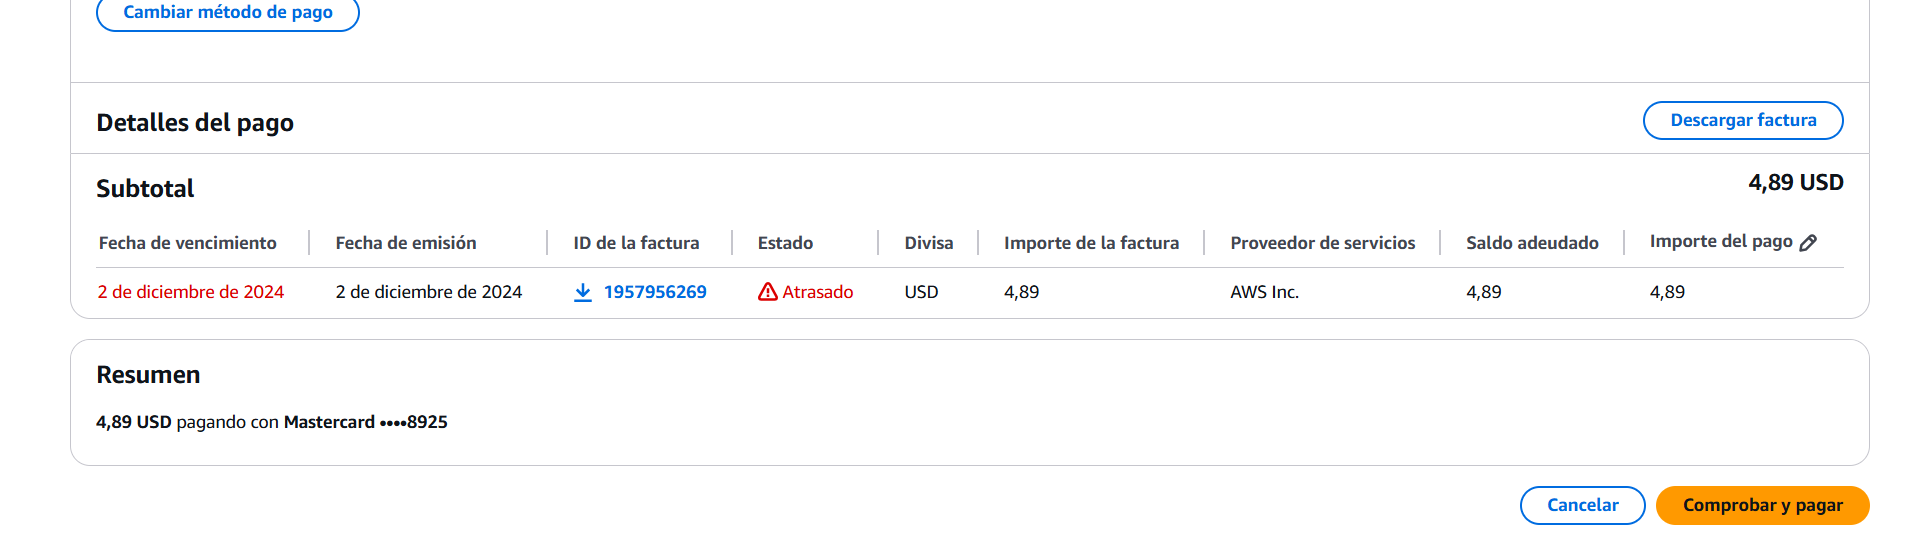 Cambiar método de pago
Detalles del pago
Descargar factura
Subtotal
4,89 USD
Fecha de vencimiento Fecha de emisión ID de la factura Estado Divisa Importe de la factura Proveedor de servicios Saldo adeudado Importe del pago
2 de diciembre de 2024 2 de diciembre de 2024 1957956269 Atrasado USD 4,89 AWS Inc. 4,89 4,89
Resumen
4,89 USD pagando con Mastercard ••••8925
Cancelar Comprobar y pagar